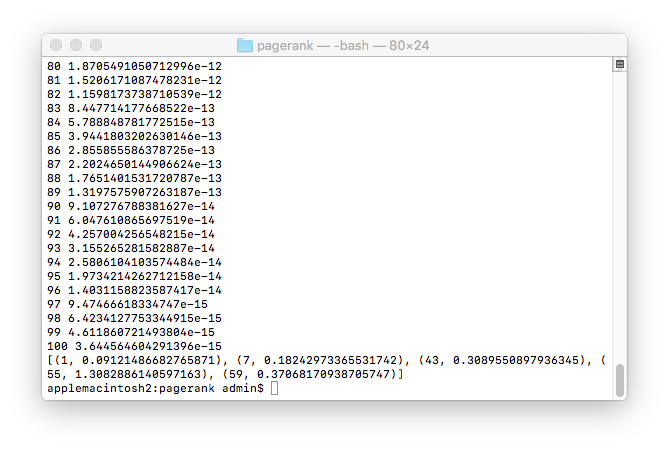 pagerank — -bash — 80×24
80 1.8705491050712996e-12
81 1.5206171087478231e-12
82 1.1598173738710539e-12
83 8.447714177668522e-13
84 5.788848781772515e-13
85 3.9441803202630146e-13
86 2.855855586378725e-13
87 2.2024650144906624e-13
88 1.7651401531720787e-13
89 1.3197575907263187e-13
90 9.107276788381627e-14
91 6.047610865697519e-14
92 4.257004256548215e-14
93 3.155265281582887e-14
94 2.5806104103574484e-14
95 1.9734214262712158e-14
96 1.4031158823587417e-14
97 9.47466618334747e-15
98 6.4234127753344915e-15
99 4.611860721493804e-15
100 3.644564604291396e-15
[(1, 0.09121486682765871), (7, 0.18242973365531742), (43, 0.3089550897936345), (
55, 1.3082886140597163), (59, 0.37068170938705747)]
applemacintosh2:pagerank admin$